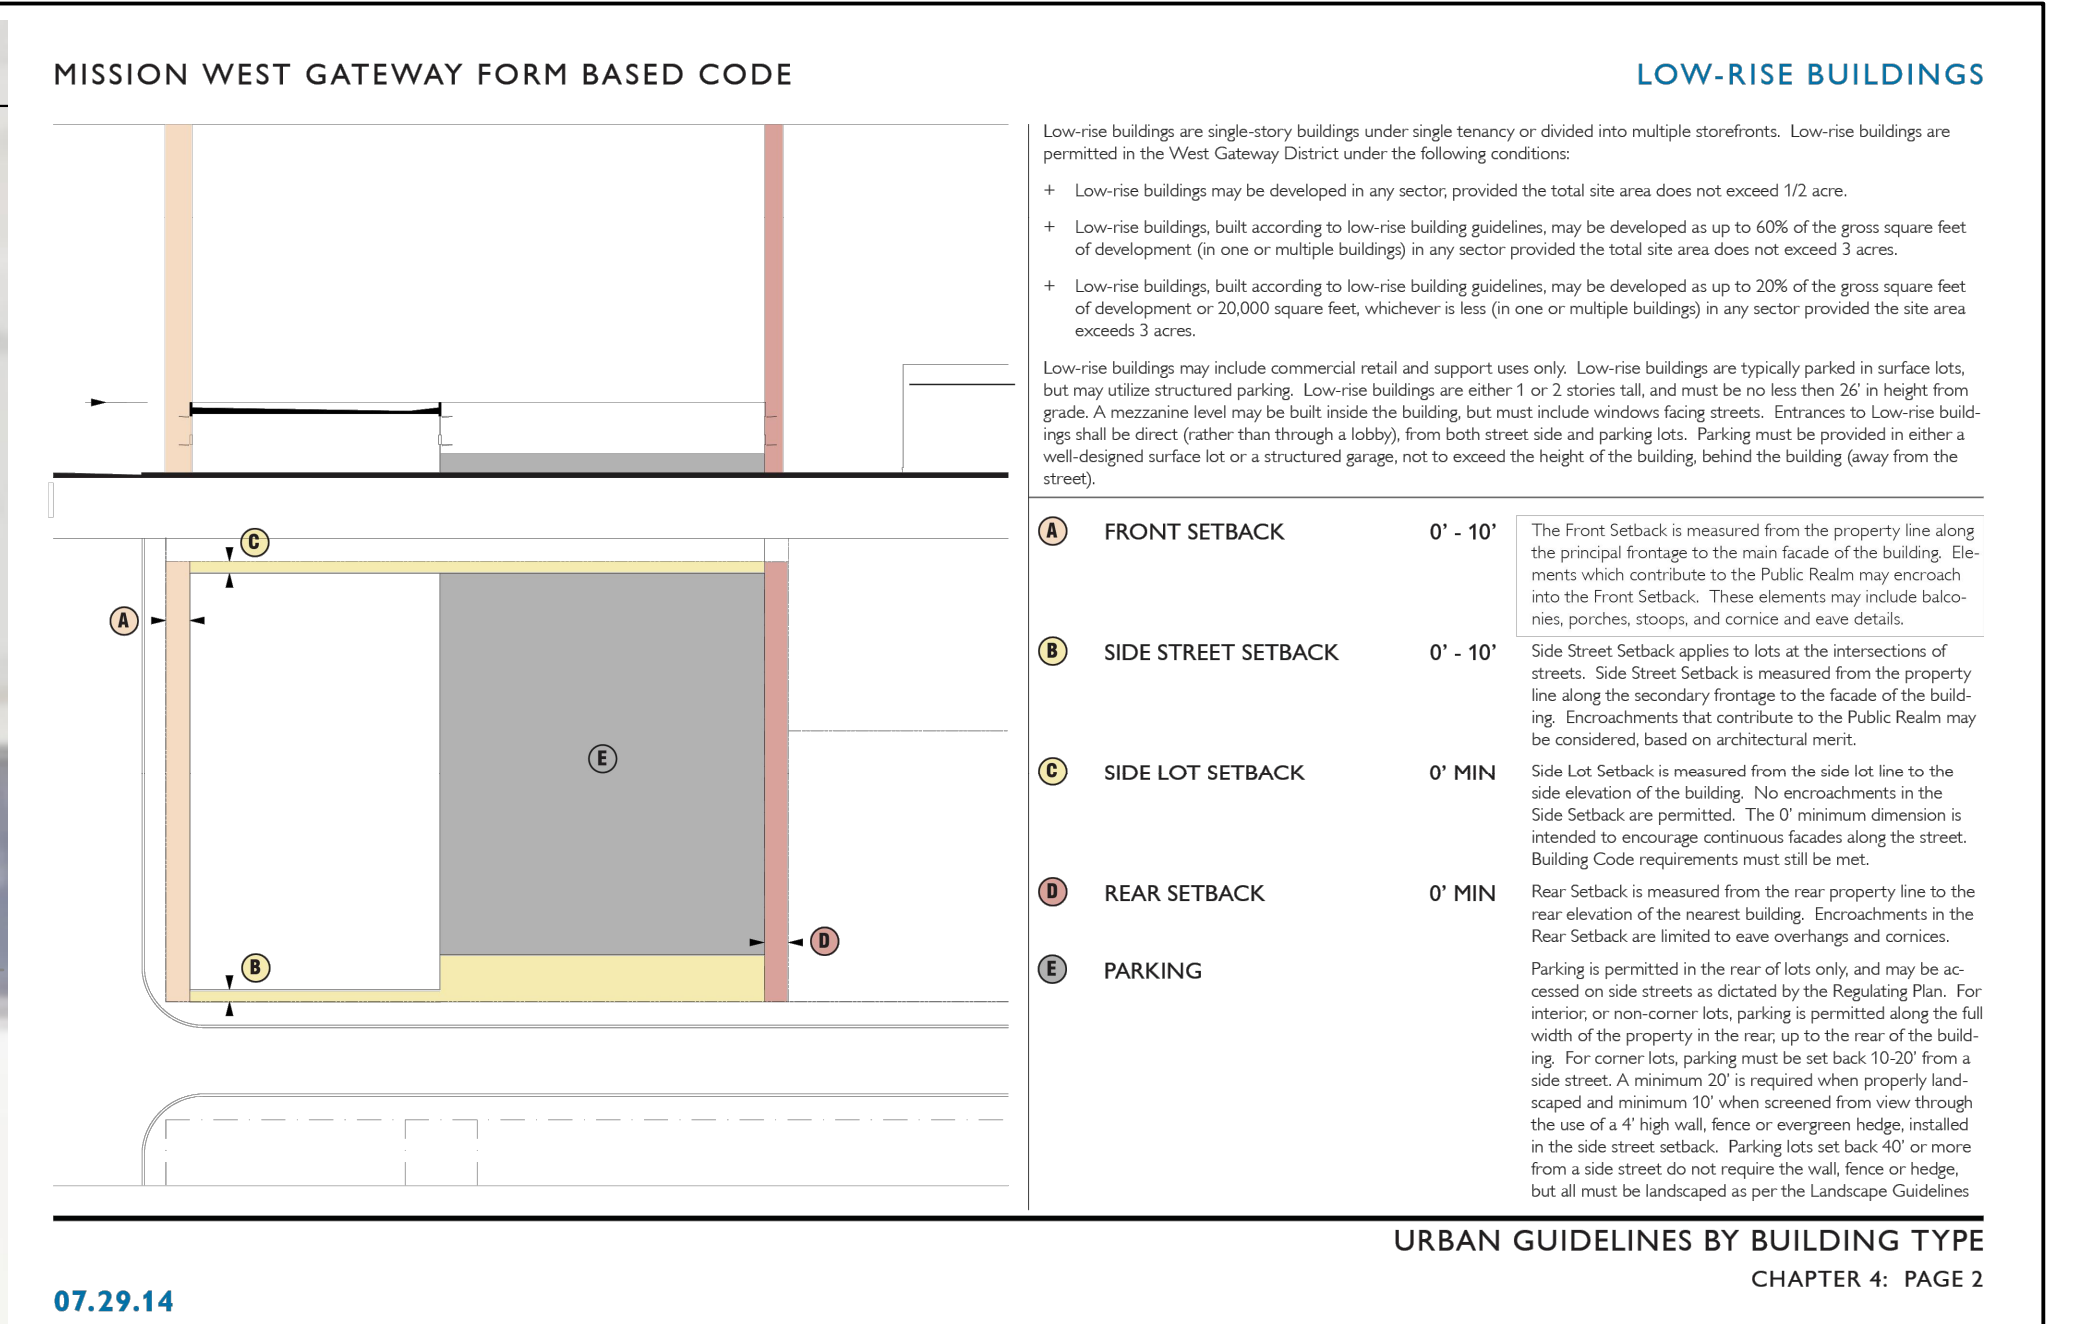 MISSION WEST GATEWAY FORM BASED CODE
LOW-RISE BUILDINGS
Low-rise buildings are single-story buildings under single tenancy or divided into multiple storefronts.  Low-rise buildings are
permitted in the West Gateway District under the following conditions:
+ Low-rise buildings may be developed in any sector, provided the total site area does not exceed 1/2 acre.
+ Low-rise buildings, built according to low-rise building guidelines, may be developed as up to 60% of the gross square feet
of development (in one or multiple buildings) in any sector provided the total site area does not exceed 3 acres.
+ Low-rise buildings, built according to low-rise building guidelines, may be developed as up to 20% of the gross square feet
of development or 20,000 square feet, whichever is less (in one or multiple buildings) in any sector provided the site area
exceeds 3 acres.
Low-rise buildings may include commercial retail and support uses only.  Low-rise buildings are typically parked in surface lots,
but may utilize structured parking.  Low-rise buildings are either 1 or 2 stories tall, and must be no less then 26' in height from
grade. A mezzanine level may be built inside the building, but must include windows facing streets.  Entrances to Low-rise build-
ings shall be direct (rather than through a lobby), from both street side and parking lots.  Parking must be provided in either a
well-designed surface lot or a structured garage, not to exceed the height of the building, behind the building (away from the
street).
C
A
E
D
B
A FRONT SETBACK 0' - 10'
The Front Setback is measured from the property line along
the principal frontage to the main facade of the building.  Ele-
ments which contribute to the Public Realm may encroach
into the Front Setback.  These elements may include balco-
nies, porches, stoops, and cornice and eave details.
B SIDE STREET SETBACK 0' - 10'
Side Street Setback applies to lots at the intersections of
streets.  Side Street Setback is measured from the property
line along the secondary frontage to the facade of the build-
ing.  Encroachments that contribute to the Public Realm may
be considered, based on architectural merit.
C SIDE LOT SETBACK 0' MIN
Side Lot Setback is measured from the side lot line to the
side elevation of the building.  No encroachments in the
Side Setback are permitted.  The 0' minimum dimension is
intended to encourage continuous facades along the street.
Building Code requirements must still be met.
D REAR SETBACK 0' MIN
Rear Setback is measured from the rear property line to the
rear elevation of the nearest building.  Encroachments in the
Rear Setback are limited to eave overhangs and cornices.
E PARKING
Parking is permitted in the rear of lots only, and may be ac-
cessed on side streets as dictated by the Regulating Plan.  For
interior, or non-corner lots, parking is permitted along the full
width of the property in the rear, up to the rear of the build-
ing.  For corner lots, parking must be set back 10-20' from a
side street. A minimum 20' is required when properly land-
scaped and minimum 10' when screened from view through
the use of a 4' high wall, fence or evergreen hedge, installed
in the side street setback.  Parking lots set back 40' or more
from a side street do not require the wall, fence or hedge,
but all must be landscaped as per the Landscape Guidelines
URBAN GUIDELINES BY BUILDING TYPE
CHAPTER 4:  PAGE 2
07.29.14